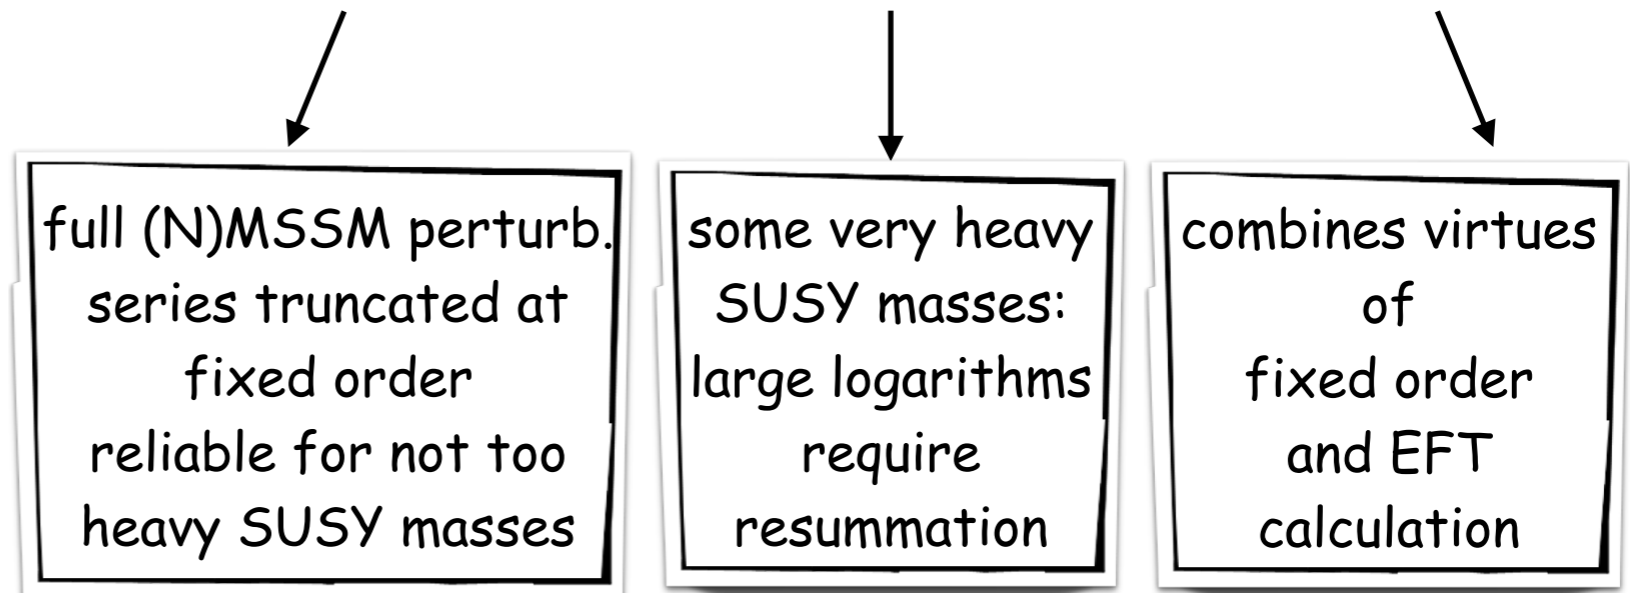 full (N)MSSM perturb.
series truncated at
fixed order
reliable for not too
heavy SUSY masses
some very heavy
SUSY masses:
large logarithms
require
resummation
combines virtues
of
fixed order
and EFT
calculation